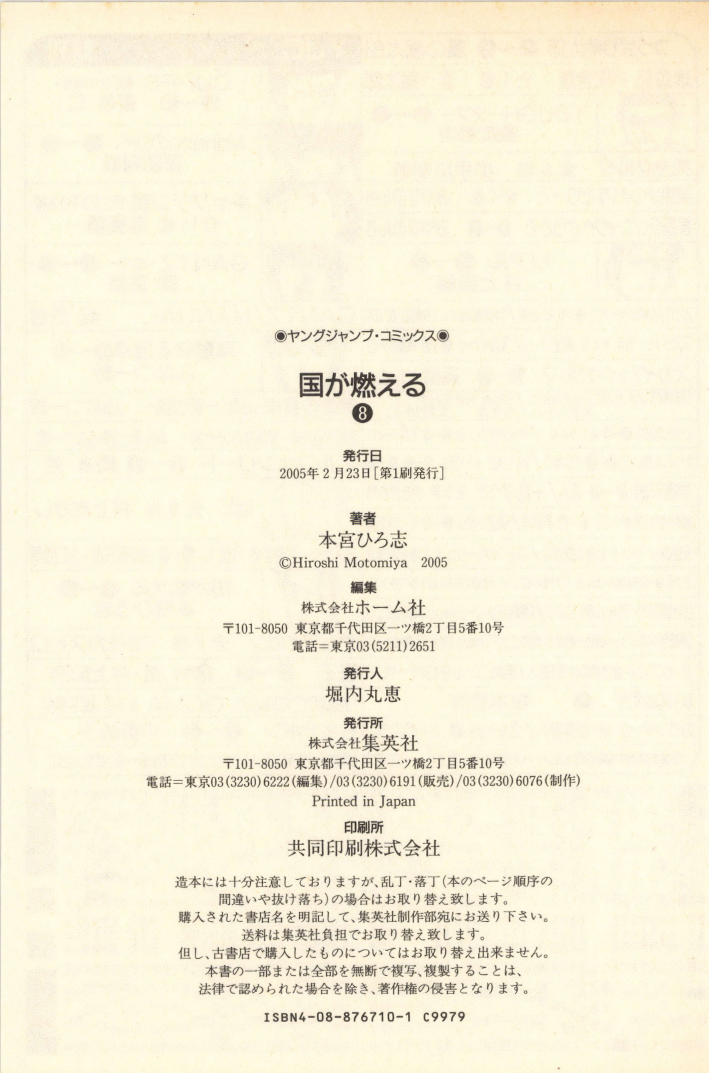 ◉ヤングジャンプ・コミックス◉
国が燃える
❽
発行日
2005年2月23日[第1刷発行]
著者
本宮ひろ志
©Hiroshi Motomiya 2005
編集
株式会社ホーム社
〒101-8050 東京都千代田区一ツ橋2丁目5番10号
電話＝東京03(5211)2651
発行人
堀内丸恵
発行所
株式会社集英社
〒101-8050 東京都千代田区一ツ橋2丁目5番10号
電話＝東京03(3230)6222(編集)/03(3230)6191(販売)/03(3230)6076(制作)
Printed in Japan
印刷所
共同印刷株式会社
造本には十分注意しておりますが、乱丁・落丁(本のページ順序の
間違いや抜け落ち)の場合はお取り替え致します。
購入された書店名を明記して、集英社制作部宛にお送り下さい。
送料は集英社負担でお取り替え致します。
但し、古書店で購入したものについてはお取り替え出来ません。
本書の一部または全部を無断で複写、複製することは、
法律で認められた場合を除き、著作権の侵害となります。
ISBN4-08-876710-1 C9979